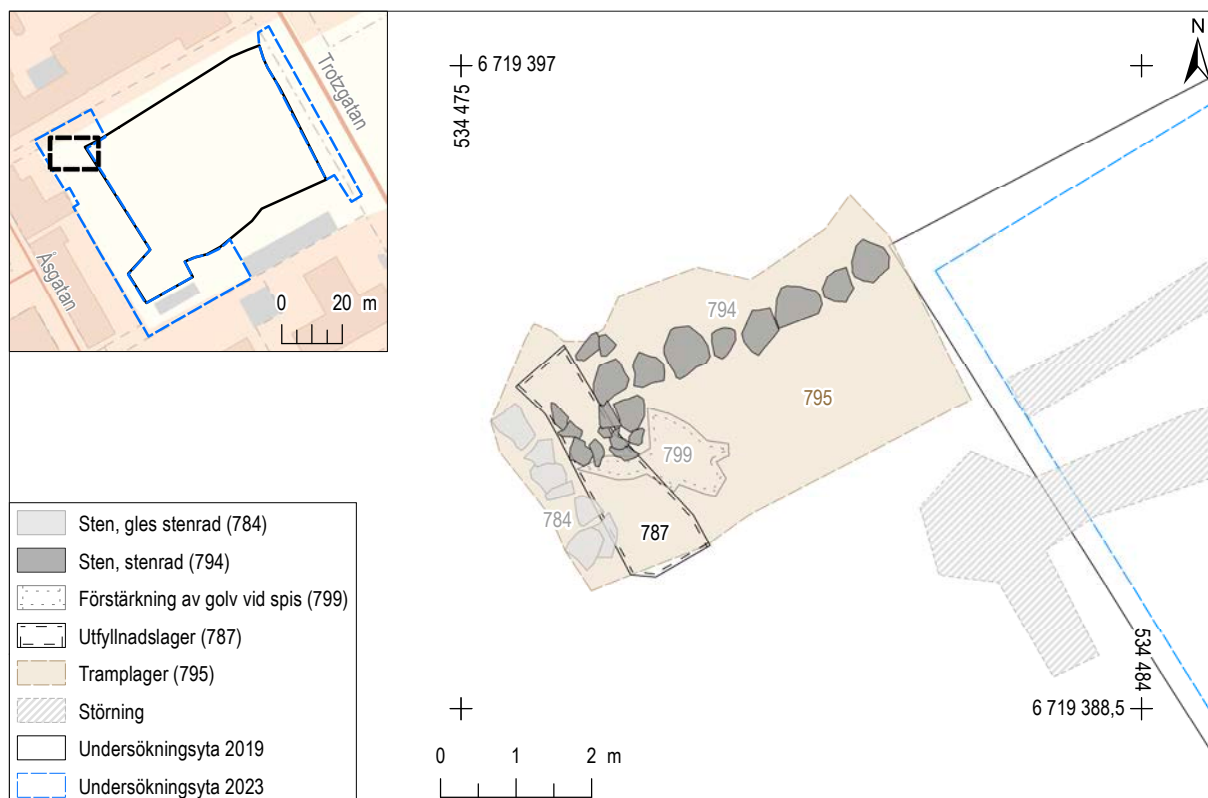 Trotzgatan
Åsgatan
0 20 m
N
6 719 397
534 475
794
795
799
784
787
534 484
6 719 388,5
0 1 2 m
Sten, gles stenrad (784)
Sten, stenrad (794)
Förstärkning av golv vid spis (799)
Utfyllnadslager (787)
Tramplager (795)
Störning
Undersökningsyta 2019
Undersökningsyta 2023